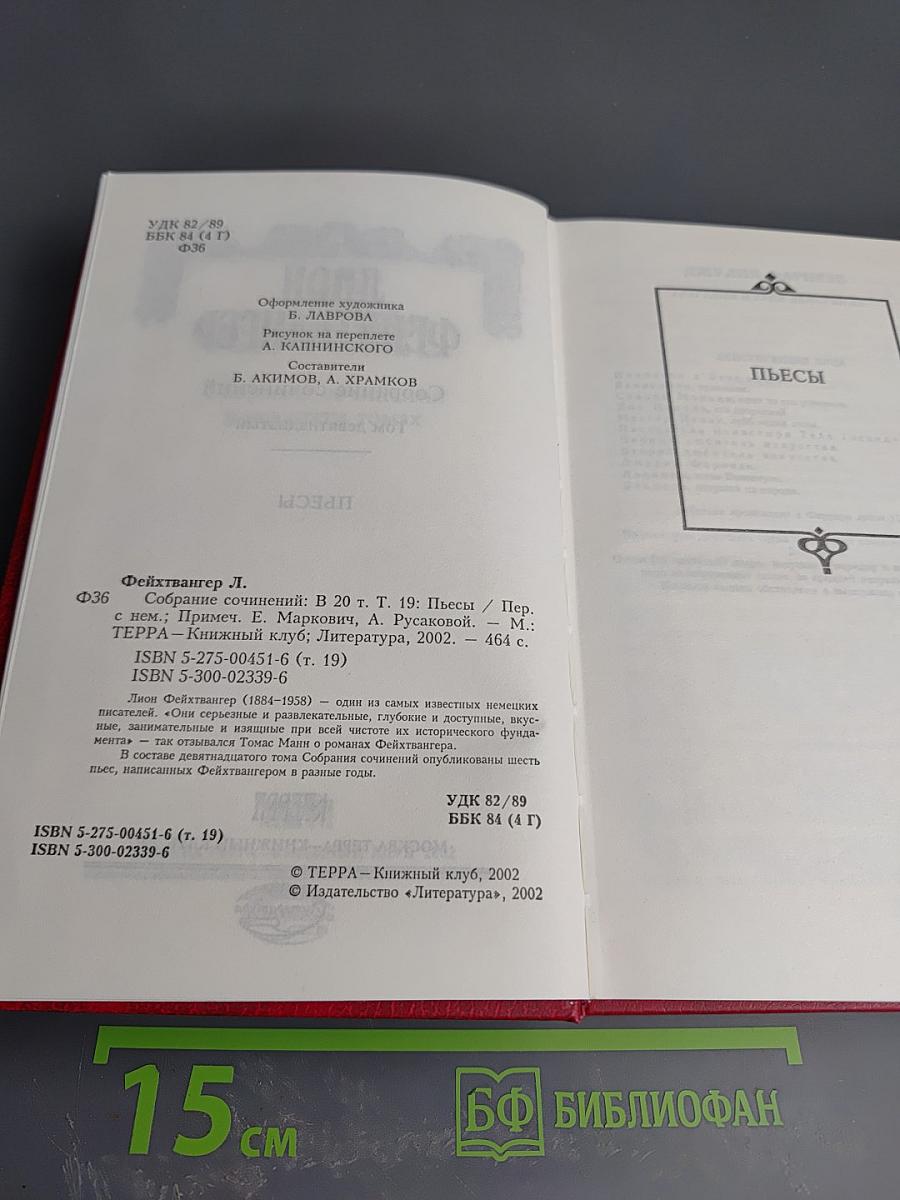 УДК 82/89
ББК 84 (4 Г)
Ф36
Оформление художника
Б. ЛАВРОВА
Рисунок на переплете
А. КАПНИНСКОГО
Составители
Б. АКИМОВ, А. ХРАМКОВ
Фейхтвангер Л.
Ф36 Собрание сочинений: В 20 т. Т. 19: Пьесы / Пер.
с нем.; Примеч. Е. Маркович, А. Русаковой. — М.:
ТЕРРА—Книжный клуб; Литература, 2002. — 464 с.
ISBN 5-275-00451-6 (т. 19)
ISBN 5-300-02339-6
Лион Фейхтвангер (1884–1958) — один из самых известных немецких
писателей. «Они серьезные и развлекательные, глубокие и доступные, вкус-
ные, занимательные и изящные при всей чистоте их исторического фунда-
мента» — так отзывался Томас Манн о романах Фейхтвангера.
В составе девятнадцатого тома Собрания сочинений опубликованы шесть
пьес, написанных Фейхтвангером в разные годы.
УДК 82/89
ББК 84 (4 Г)
ISBN 5-275-00451-6 (т. 19)
ISBN 5-300-02339-6
© ТЕРРА—Книжный клуб, 2002
© Издательство «Литература», 2002
ПЬЕСЫ
15 см
БФ БИБЛИОФАН